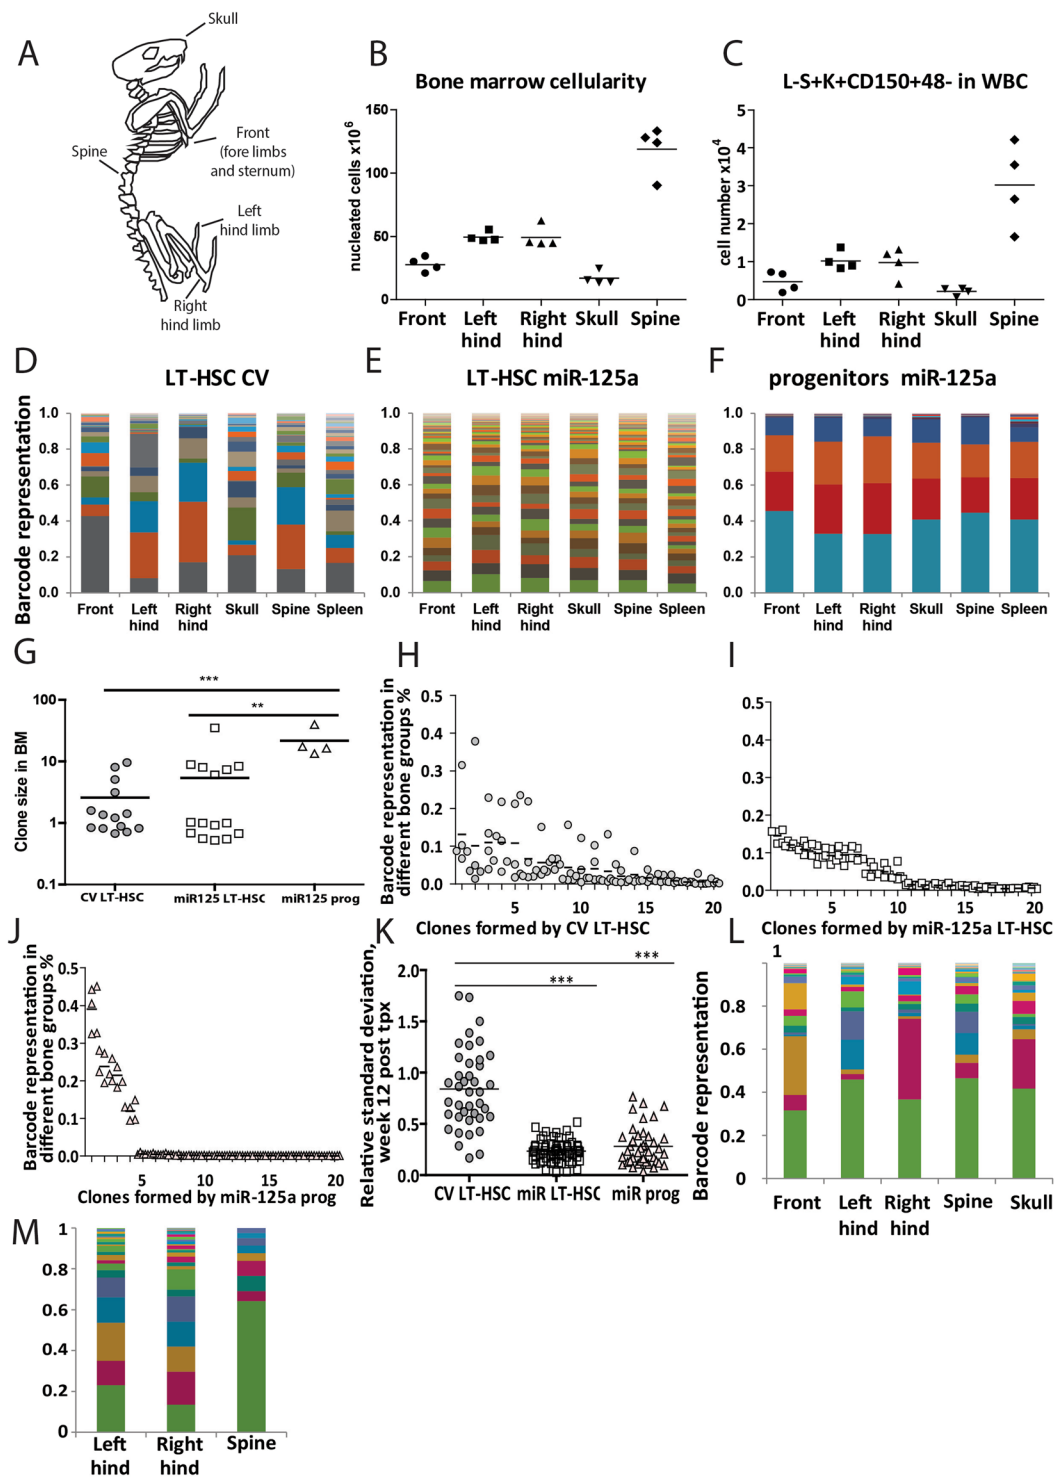 A
Skull
Front
(fore limbs
and sternum)
Spine
Left
hind limb
Right
hind limb
B
Bone marrow cellularity
nucleated cells x10⁶
150
100
50
0
Front
Left
hind
Right
hind
Skull
Spine
C
L-S+K+CD150+48- in WBC
cell number x10⁴
5
4
3
2
1
0
Front
Left
hind
Right
hind
Skull
Spine
D
LT-HSC CV
Barcode representation
1.0
0.8
0.6
0.4
0.2
0.0
Front
Left
hind
Right
hind
Skull
Spine
Spleen
E
LT-HSC miR-125a
1.0
0.8
0.6
0.4
0.2
0.0
Front
Left
hind
Right
hind
Skull
Spine
Spleen
F
progenitors miR-125a
1.0
0.8
0.6
0.4
0.2
0.0
Front
Left
hind
Right
hind
Skull
Spine
Spleen
G
***
**
Clone size in BM
100
10
1
0.1
CV LT-HSC
miR125 LT-HSC
miR125 prog
H
Barcode representation in
different bone groups %
0.5
0.4
0.3
0.2
0.1
0.0
5
10
15
20
Clones formed by CV LT-HSC
I
0.5
0.4
0.3
0.2
0.1
0.0
5
10
15
20
Clones formed by miR-125a LT-HSC
J
Barcode representation in
different bone groups %
0.5
0.4
0.3
0.2
0.1
0.0
5
10
15
20
Clones formed by miR-125a prog
K
Relative standard deviation,
week 12 post tpx
***
***
2.0
1.5
1.0
0.5
0.0
CV LT-HSC
miR LT-HSC
miR prog
L
Barcode representation
1
0.8
0.6
0.4
0.2
0
Front
Left
hind
Right
hind
Spine
Skull
M
1
0.8
0.6
0.4
0.2
0
Left
hind
Right
hind
Spine